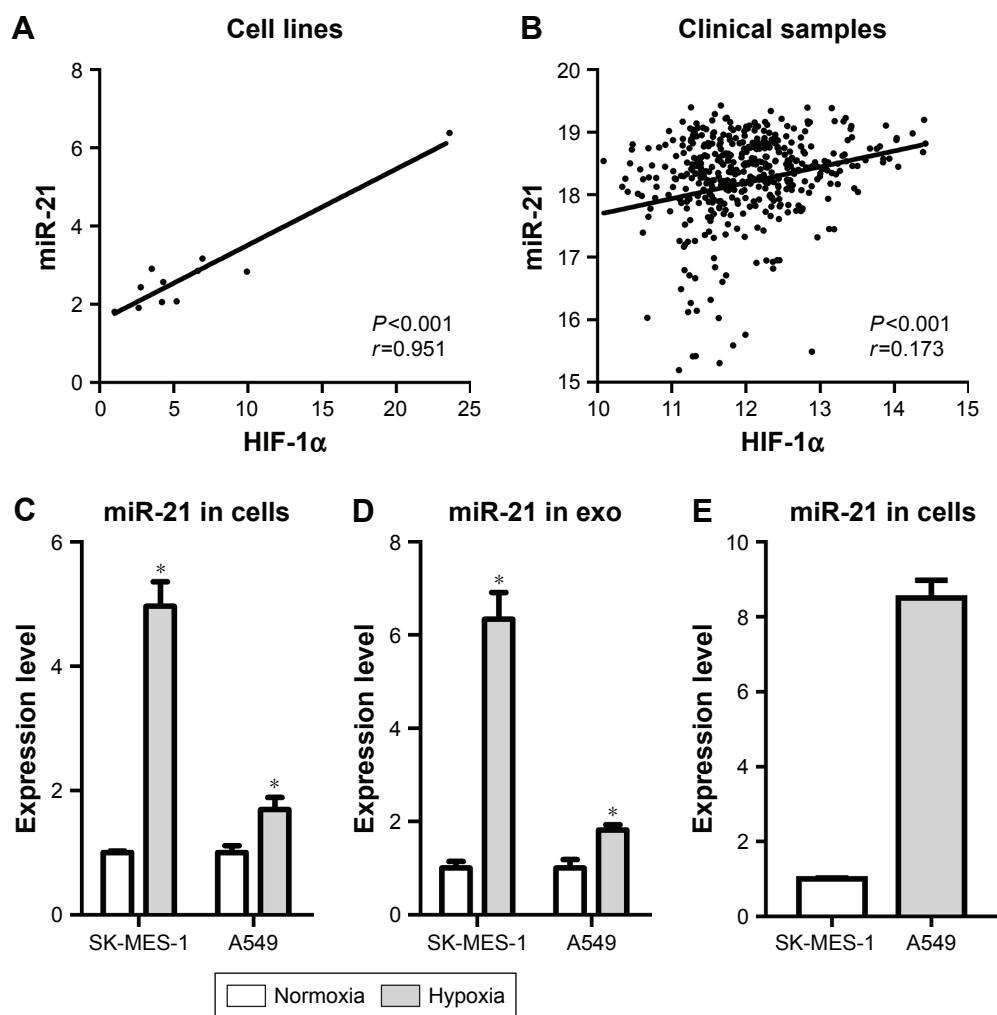 A
Cell lines
8
6
4
2
0
miR-21
0
5
10
15
20
25
HIF-1α
P<0.001
r=0.951
B
Clinical samples
20
19
18
17
16
15
miR-21
10
11
12
13
14
15
HIF-1α
P<0.001
r=0.173
C
miR-21 in cells
6
4
2
0
Expression level
*
*
SK-MES-1
A549
D
miR-21 in exo
8
6
4
2
0
Expression level
*
*
SK-MES-1
A549
E
miR-21 in cells
10
8
6
4
2
0
Expression level
SK-MES-1
A549
Normoxia
Hypoxia